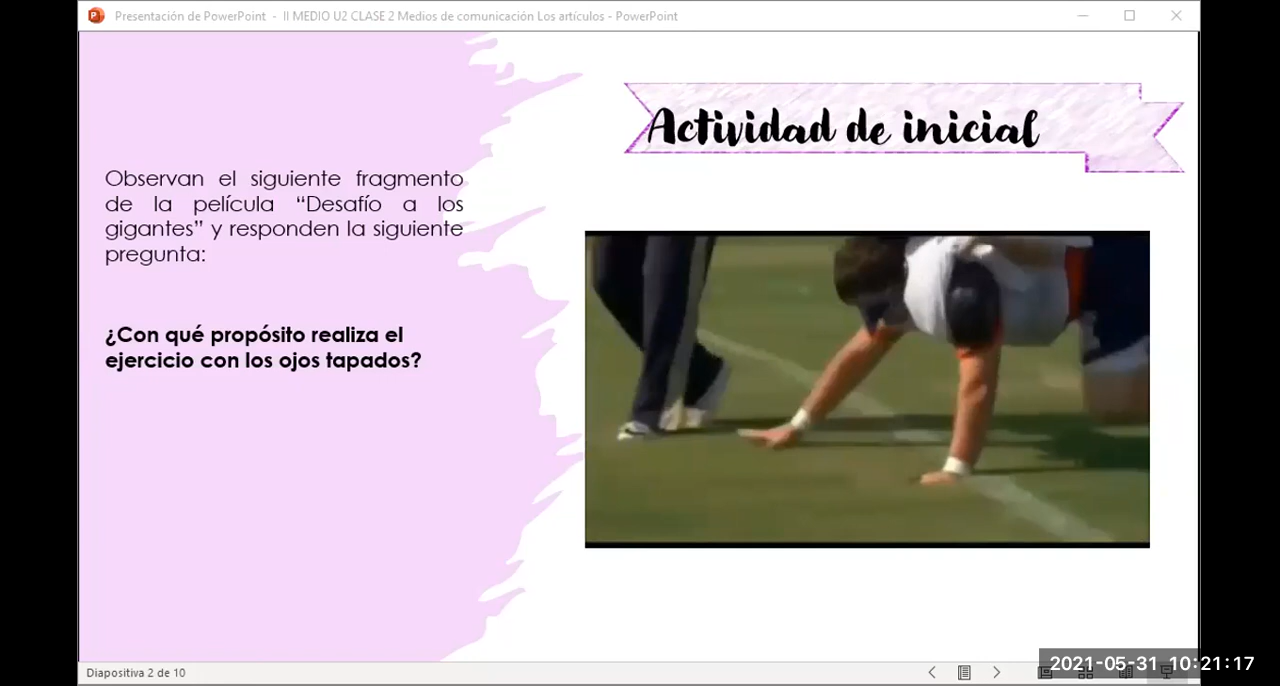 Presentación de PowerPoint - II MEDIO U2 CLASE 2 Medios de comunicación Los artículos - PowerPoint
Actividad de inicial
Observan el siguiente fragmento
de la película “Desafío a los
gigantes” y responden la siguiente
pregunta:
¿Con qué propósito realiza el
ejercicio con los ojos tapados?
Diapositiva 2 de 10
2021-05-31 10:21:17